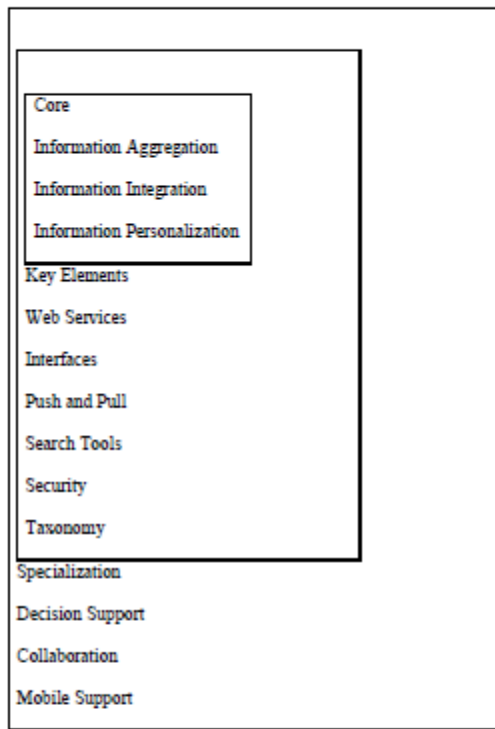 Core
Information Aggregation
Information Integration
Information Personalization
Key Elements
Web Services
Interfaces
Push and Pull
Search Tools
Security
Taxonomy
Specialization
Decision Support
Collaboration
Mobile Support